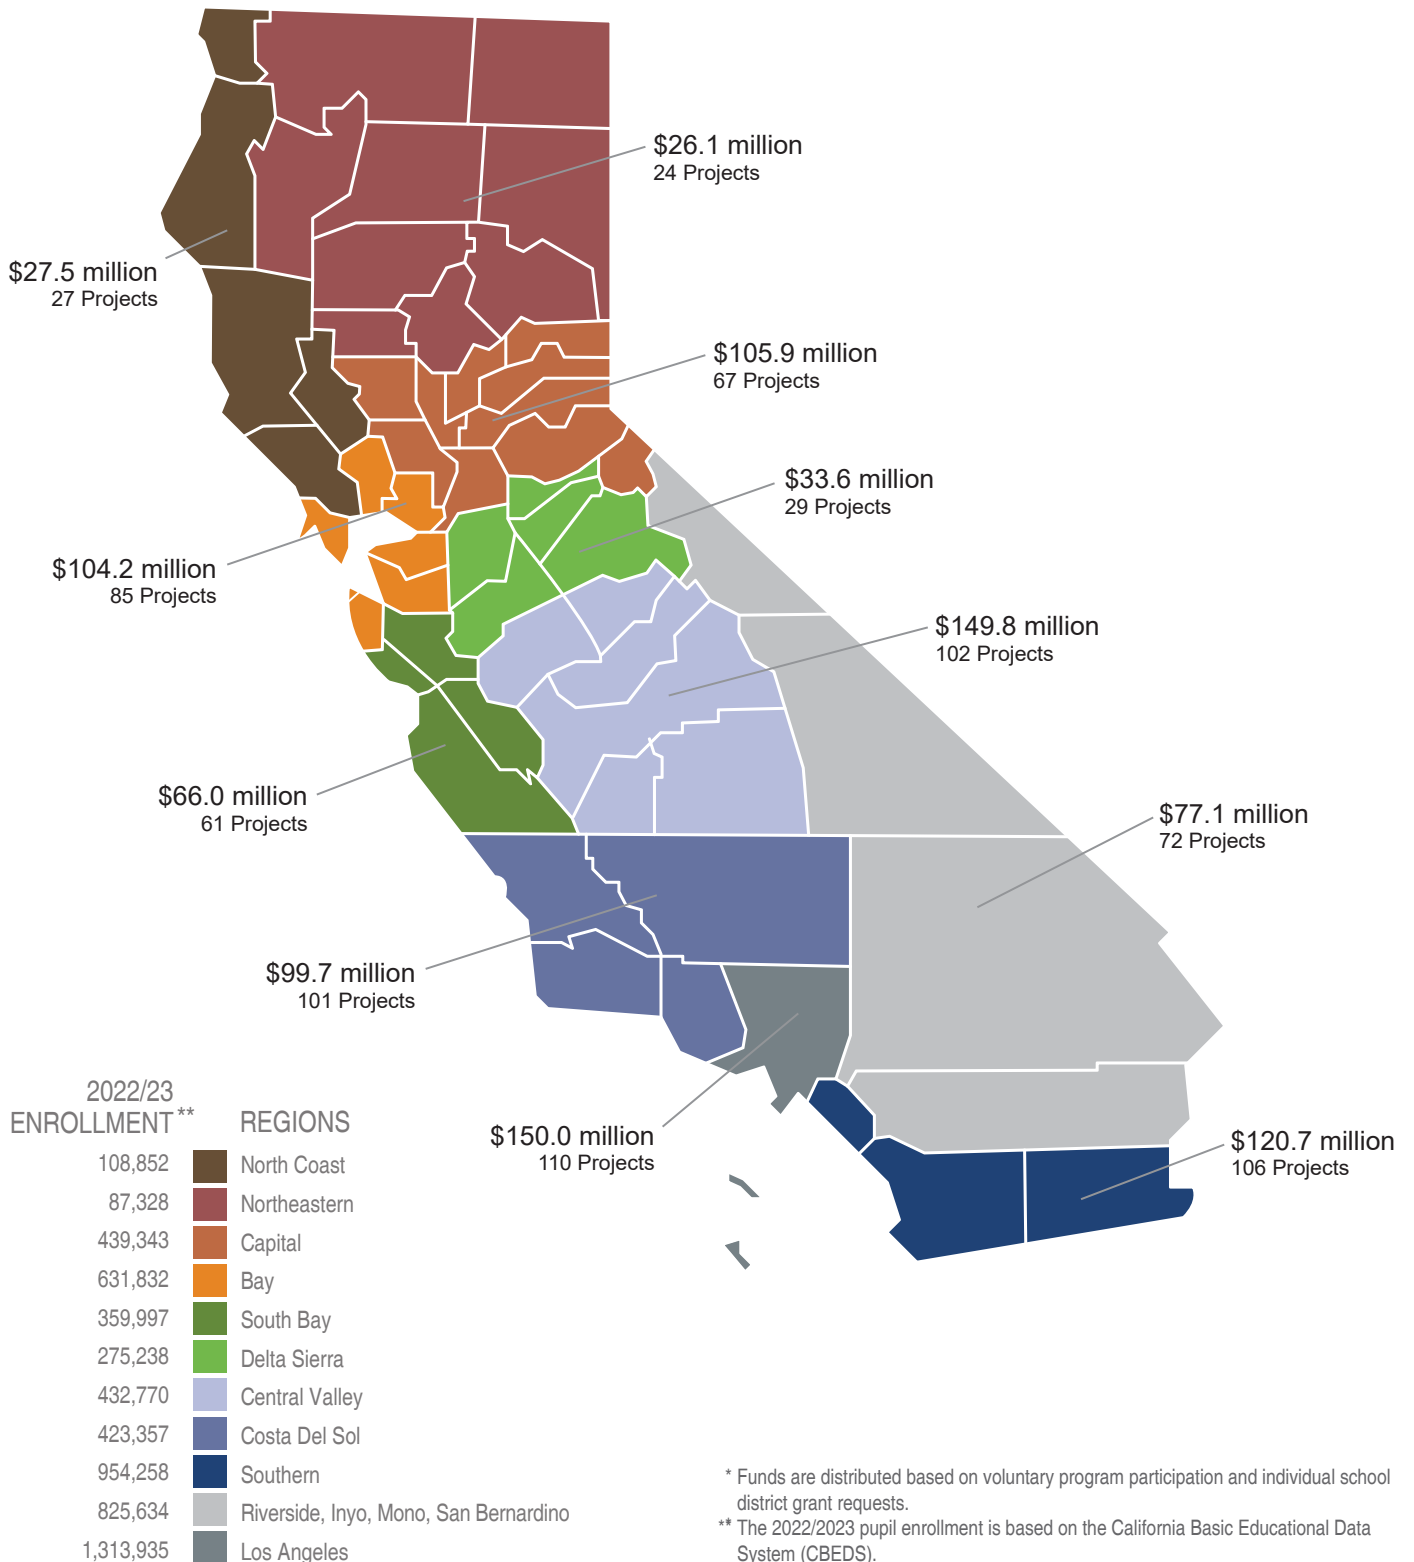 $26.1 million
24 Projects
$27.5 million
27 Projects
$105.9 million
67 Projects
$33.6 million
29 Projects
$104.2 million
85 Projects
$149.8 million
102 Projects
$66.0 million
61 Projects
$77.1 million
72 Projects
$99.7 million
101 Projects
$150.0 million
110 Projects
$120.7 million
106 Projects
2022/23
ENROLLMENT** REGIONS
108,852 North Coast
87,328 Northeastern
439,343 Capital
631,832 Bay
359,997 South Bay
275,238 Delta Sierra
432,770 Central Valley
423,357 Costa Del Sol
954,258 Southern
825,634 Riverside, Inyo, Mono, San Bernardino
1,313,935 Los Angeles
* Funds are distributed based on voluntary program participation and individual school
district grant requests.
** The 2022/2023 pupil enrollment is based on the California Basic Educational Data
System (CBEDS).